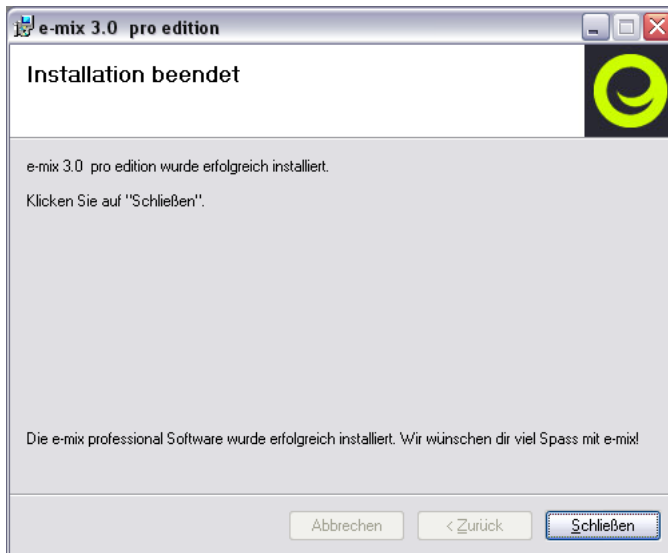 e-mix 3.0  pro edition
Installation beendet
e-mix 3.0  pro edition wurde erfolgreich installiert.
Klicken Sie auf "Schließen".
Die e-mix professional Software wurde erfolgreich installiert. Wir wünschen dir viel Spass mit e-mix!
Abbrechen
< Zurück
Schließen